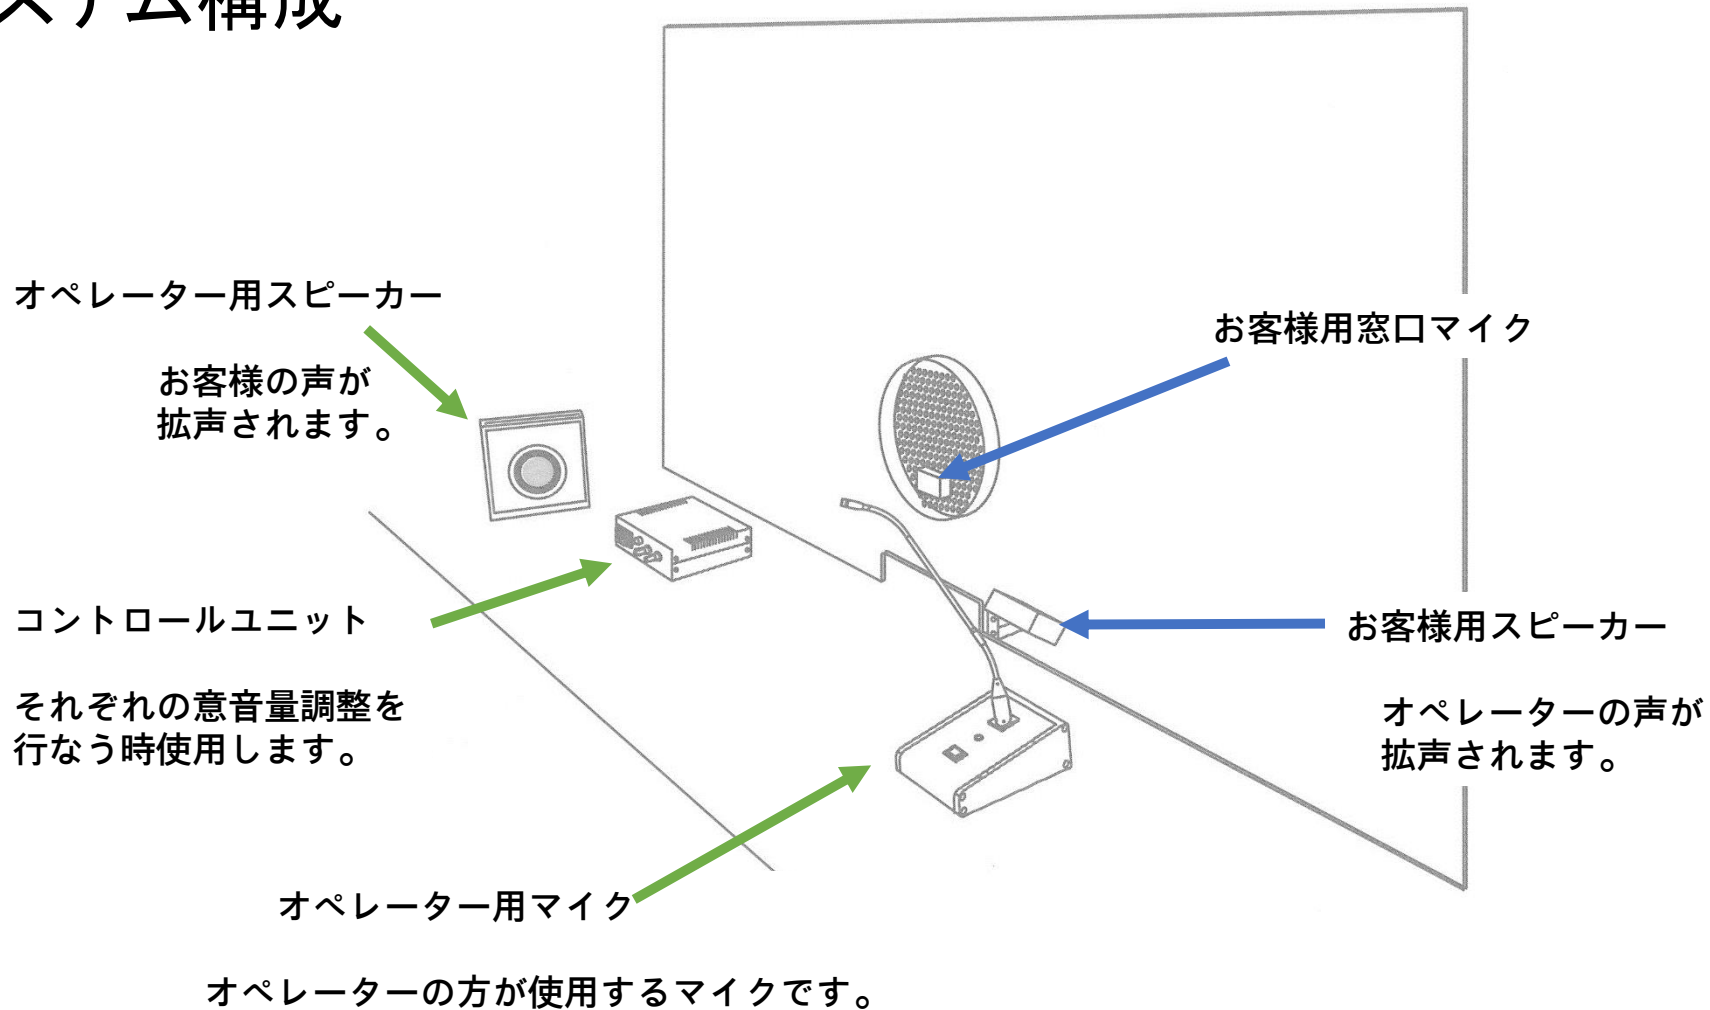 ステム構成
オペレーター用スピーカー
お客様の声が
拡声されます。
お客様用窓口マイク
コントロールユニット
それぞれの意音量調整を
行なう時使用します。
お客様用スピーカー
オペレーターの声が
拡声されます。
オペレーター用マイク
オペレーターの方が使用するマイクです。